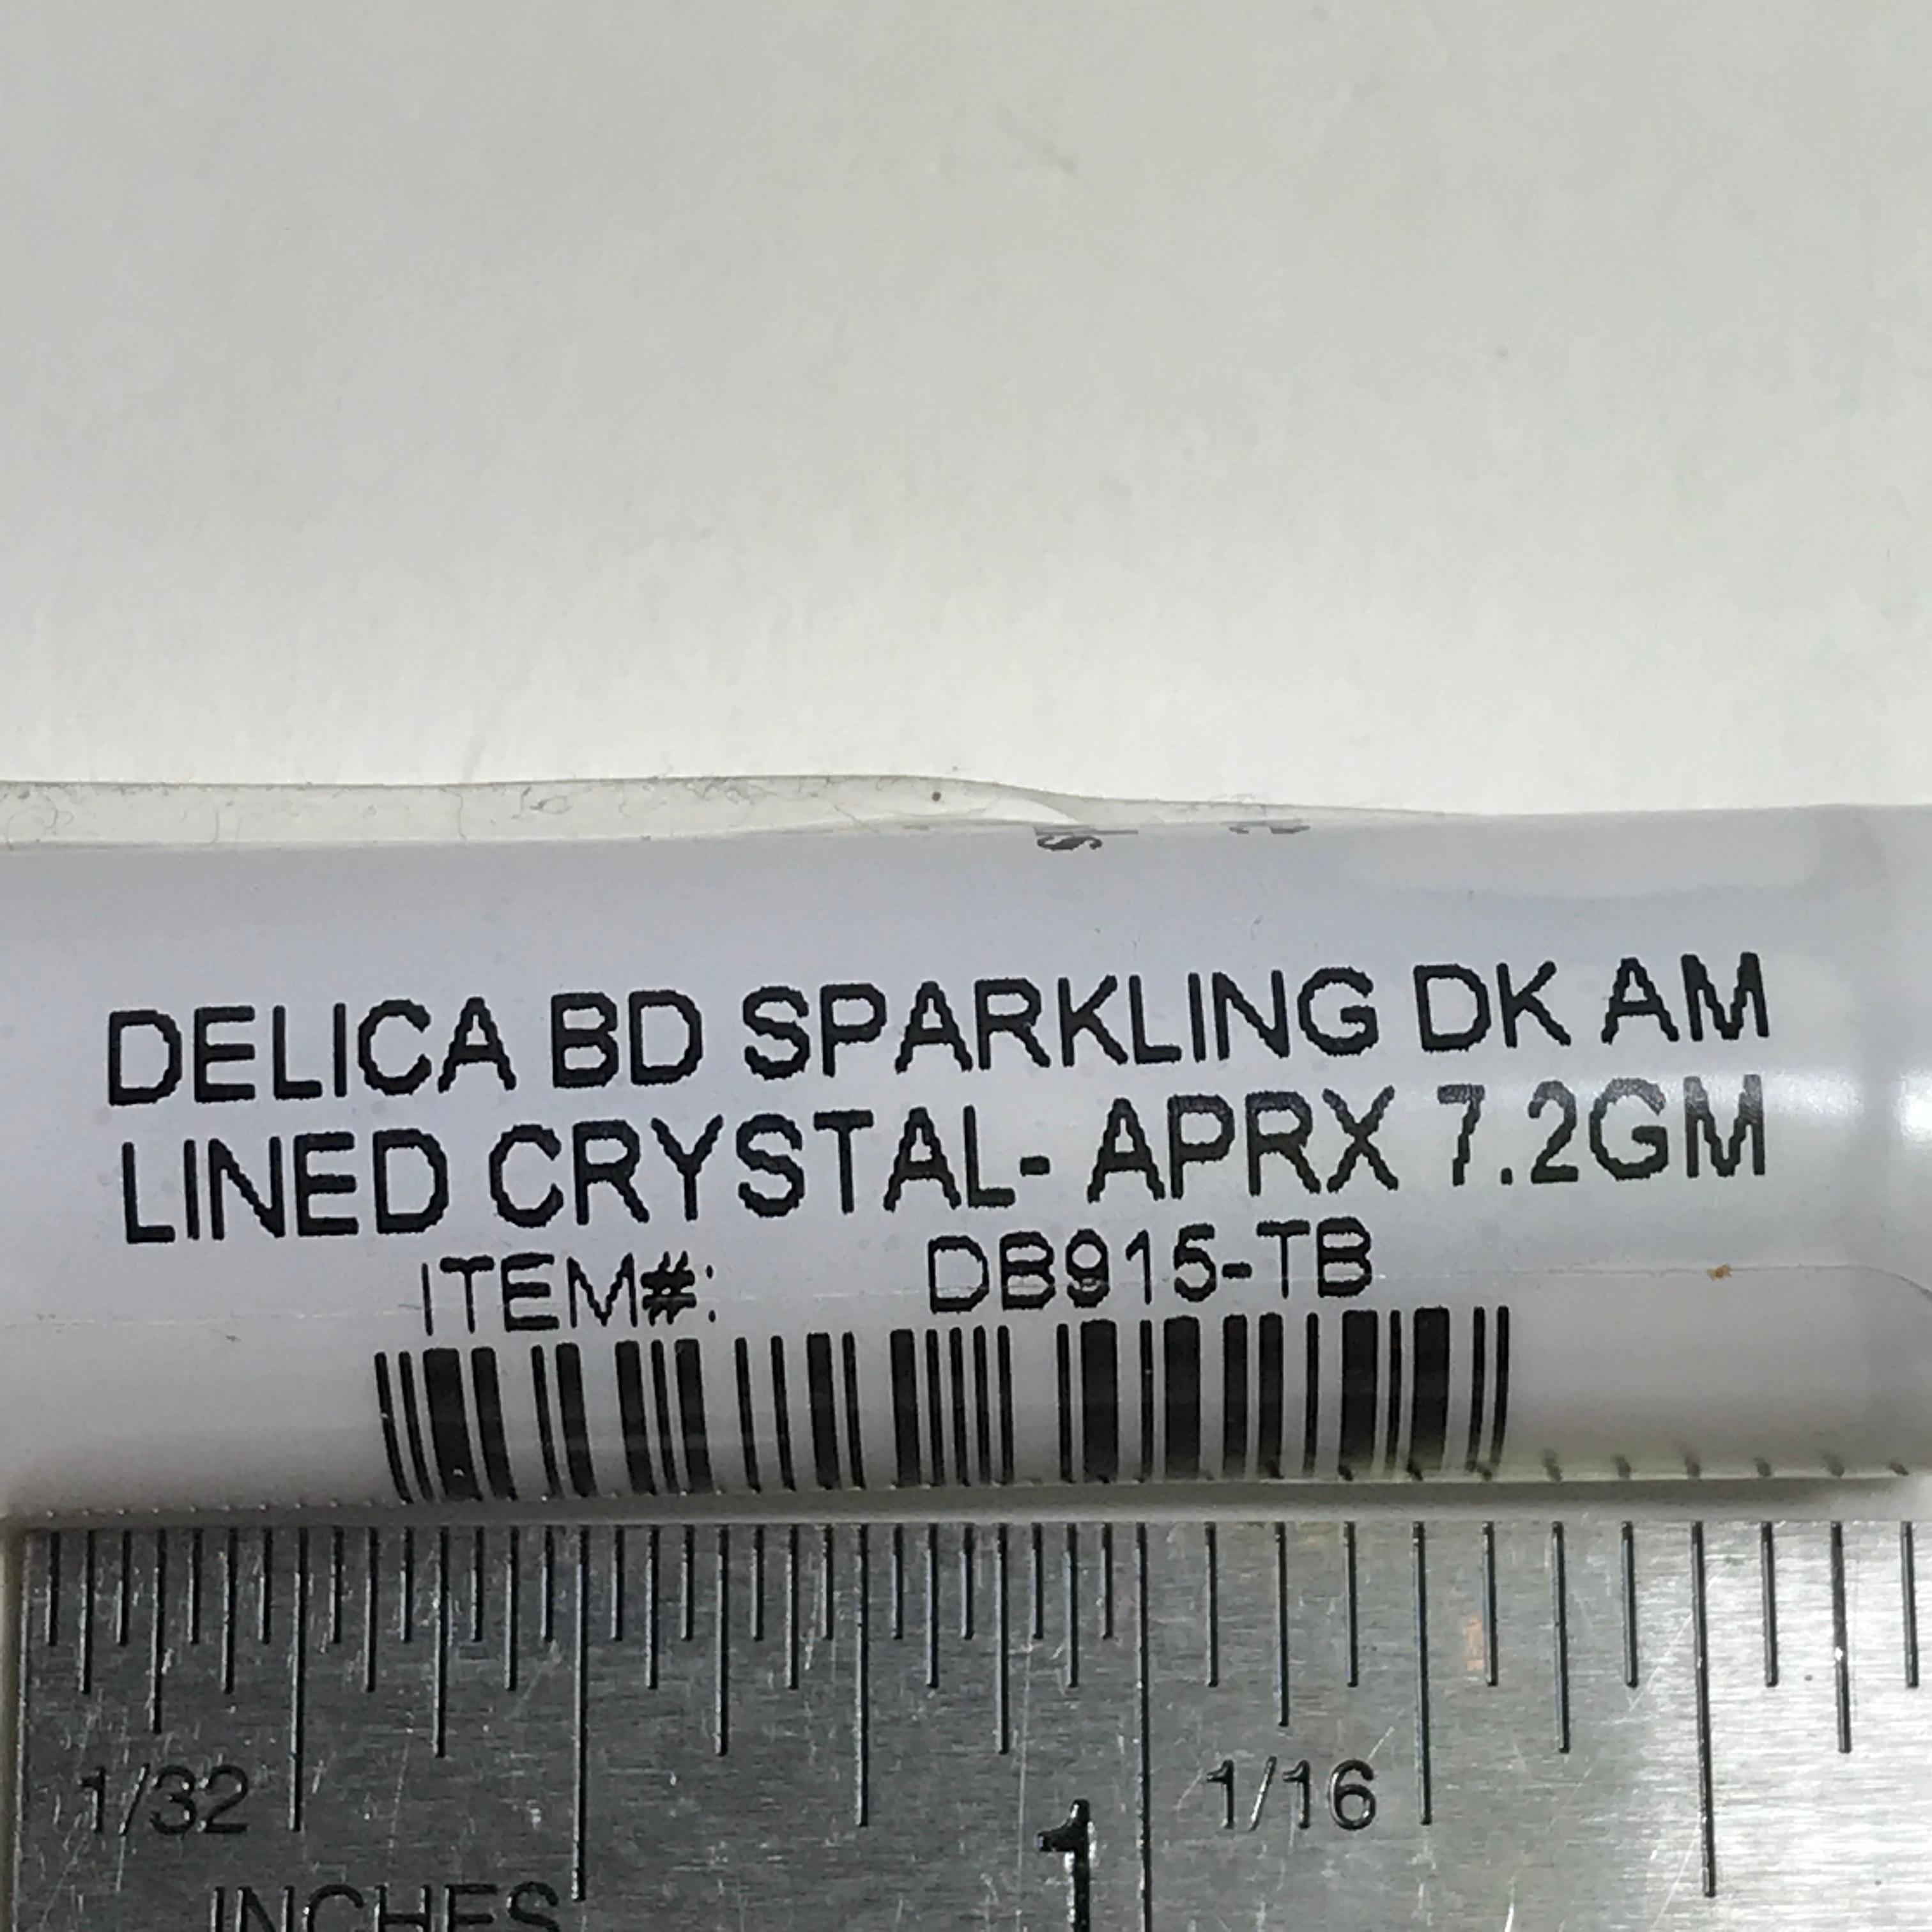 DELICA BD SPARKLING DK AM
LINED CRYSTAL- APRX 7.2GM
ITEM#: DB915-TB
1/32
1/16
1
INCHES